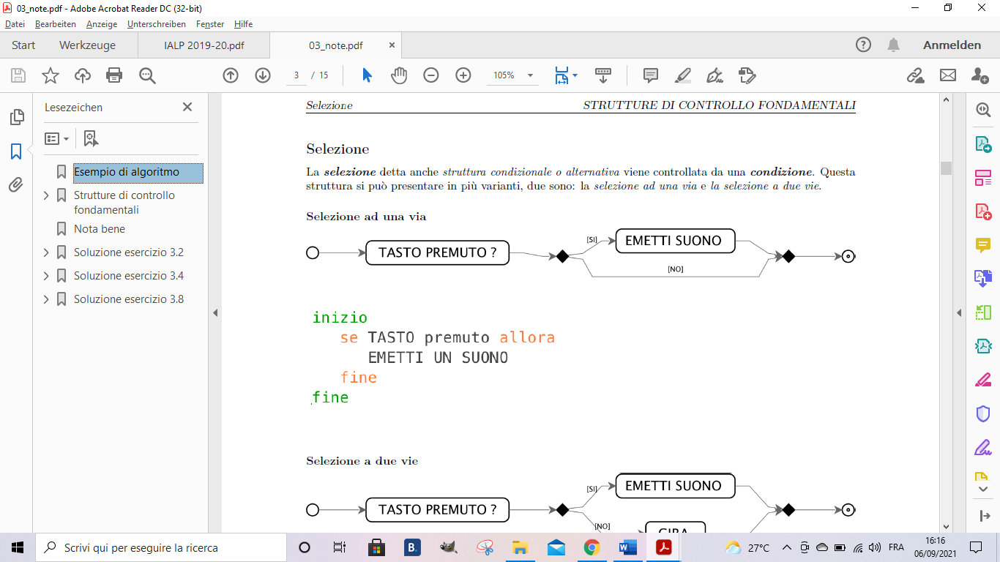 03_note.pdf - Adobe Acrobat Reader DC (32-bit)
Datei Bearbeiten Anzeige Unterschreiben Fenster Hilfe
Start Werkzeuge IALP 2019-20.pdf 03_note.pdf × Anmelden
3 / 15 105%
Lesezeichen
Esempio di algoritmo
Strutture di controllo
fondamentali
Nota bene
Soluzione esercizio 3.2
Soluzione esercizio 3.4
Soluzione esercizio 3.8
Selezione STRUTTURE DI CONTROLLO FONDAMENTALI
Selezione
La selezione detta anche struttura condizionale o alternativa viene controllata da una condizione. Questa
struttura si può presentare in più varianti, due sono: la selezione ad una via e la selezione a due vie.
Selezione ad una via
TASTO PREMUTO ? [SI] EMETTI SUONO
[NO]
inizio
se TASTO premuto allora
EMETTI UN SUONO
fine
fine
Selezione a due vie
TASTO PREMUTO ? [SI] EMETTI SUONO
[NO] GIRA
Scrivi qui per eseguire la ricerca
B.
27°C FRA 16:16
06/09/2021